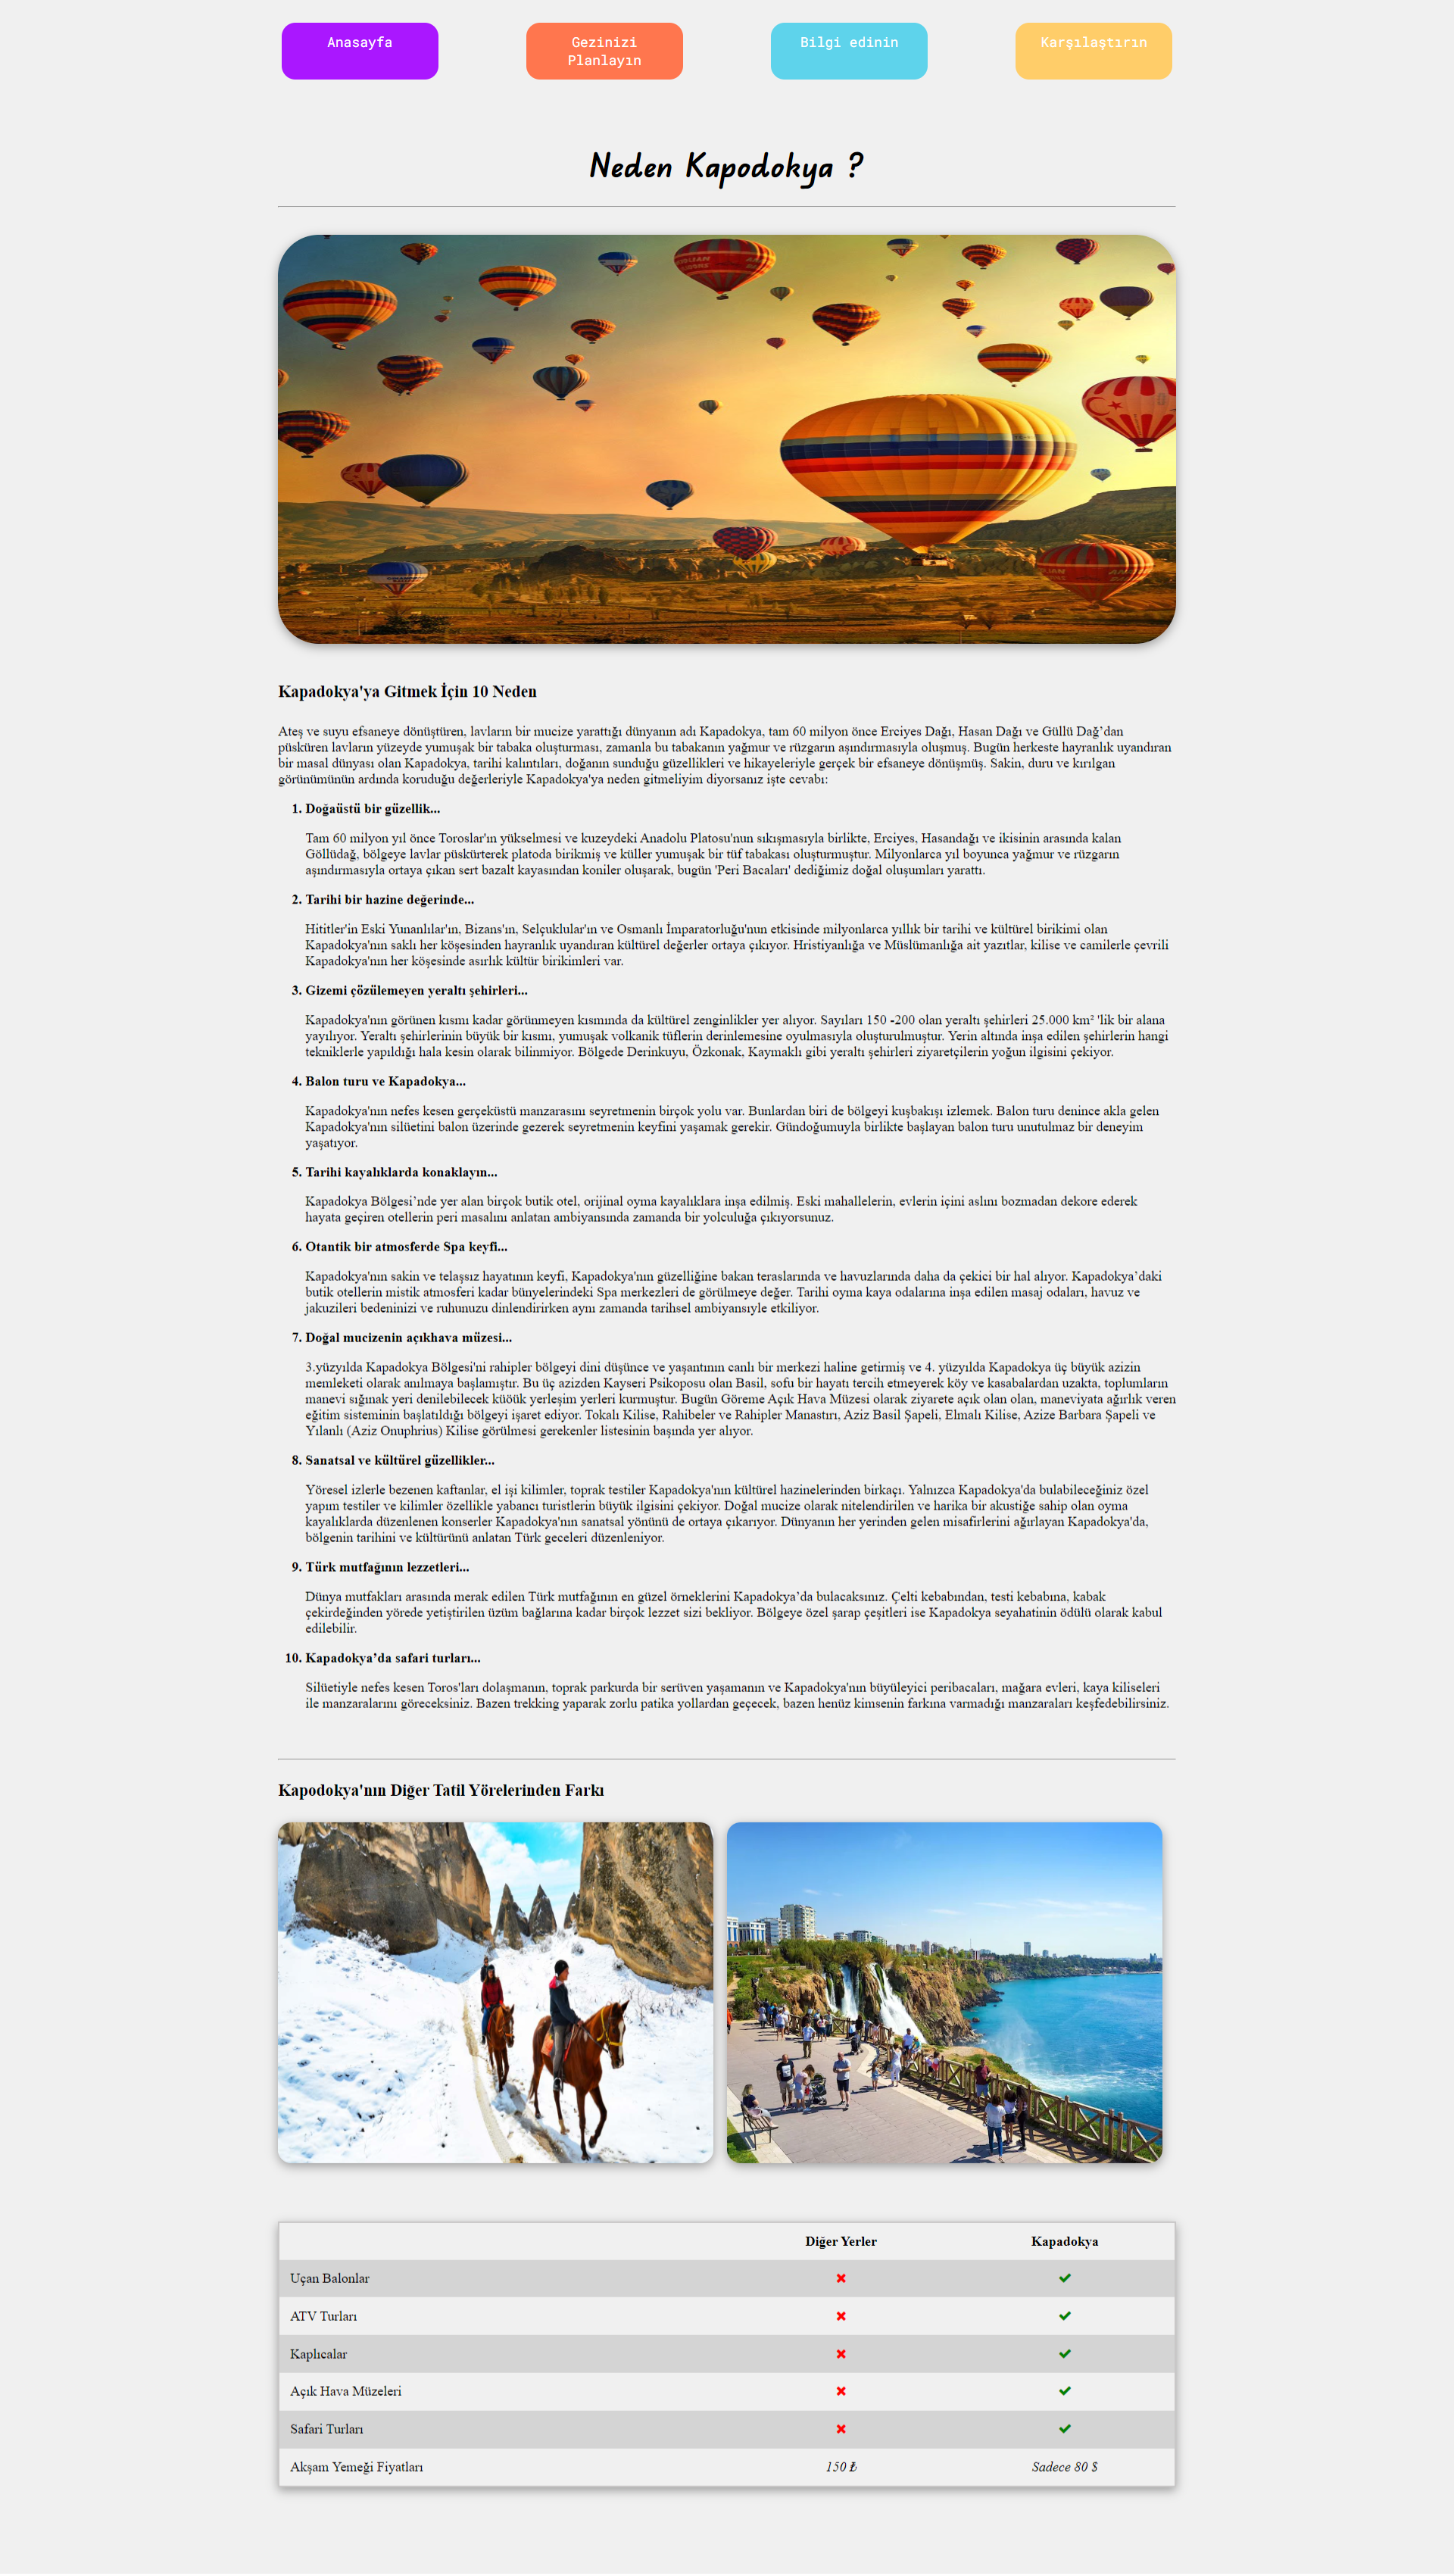 Anasayfa
Gezinizi
Planlayın
Bilgi edinin
Karşılaştırın
Neden Kapodokya ?
Kapadokya'ya Gitmek İçin 10 Neden
Ateş ve suyu efsaneye dönüştüren, lavların bir mucize yarattığı dünyanın adı Kapadokya, tam 60 milyon önce Erciyes Dağı, Hasan Dağı ve Güllü Dağ’dan
püsküren lavların yüzeyde yumuşak bir tabaka oluşturması, zamanla bu tabakanın yağmur ve rüzgarın aşındırmasıyla oluşmuş. Bugün herkeste hayranlık uyandıran
bir masal dünyası olan Kapadokya, tarihi kalıntıları, doğanın sunduğu güzellikleri ve hikayeleriyle gerçek bir efsaneye dönüşmüş. Sakin, duru ve kırılgan
görünümünün ardında koruduğu değerleriyle Kapadokya'ya neden gitmeliyim diyorsanız işte cevabı:
1. Doğaüstü bir güzellik...
Tam 60 milyon yıl önce Toroslar'ın yükselmesi ve kuzeydeki Anadolu Platosu'nun sıkışmasıyla birlikte, Erciyes, Hasandağı ve ikisinin arasında kalan
Göllüdağ, bölgeye lavlar püskürterek platoda birikmiş ve küller yumuşak bir tüf tabakası oluşturmuştur. Milyonlarca yıl boyunca yağmur ve rüzgarın
aşındırmasıyla ortaya çıkan sert bazalt kayasından koniler oluşarak, bugün 'Peri Bacaları' dediğimiz doğal oluşumları yarattı.
2. Tarihi bir hazine değerinde...
Hititler'in Eski Yunanlılar'ın, Bizans'ın, Selçuklular'ın ve Osmanlı İmparatorluğu'nun etkisinde milyonlarca yıllık bir tarihi ve kültürel birikimi olan
Kapadokya'nın saklı her köşesinden hayranlık uyandıran kültürel değerler ortaya çıkıyor. Hristiyanlığa ve Müslümanlığa ait yazıtlar, kilise ve camilerle çevrili
Kapadokya'nın her köşesinde asırlık kültür birikimleri var.
3. Gizemi çözülemeyen yeraltı şehirleri...
Kapadokya'nın görünen kısmı kadar görünmeyen kısmında da kültürel zenginlikler yer alıyor. Sayıları 150 -200 olan yeraltı şehirleri 25.000 km² 'lik bir alana
yayılıyor. Yeraltı şehirlerinin büyük bir kısmı, yumuşak volkanik tüflerin derinlemesine oyulmasıyla oluşturulmuştur. Yerin altında inşa edilen şehirlerin hangi
tekniklerle yapıldığı hala kesin olarak bilinmiyor. Bölgede Derinkuyu, Özkonak, Kaymaklı gibi yeraltı şehirleri ziyaretçilerin yoğun ilgisini çekiyor.
4. Balon turu ve Kapadokya...
Kapadokya'nın nefes kesen gerçeküstü manzarasını seyretmenin birçok yolu var. Bunlardan biri de bölgeyi kuşbakışı izlemek. Balon turu denince akla gelen
Kapadokya'nın silüetini balon üzerinde gezerek seyretmenin keyfini yaşamak gerekir. Gündoğumuyla birlikte başlayan balon turu unutulmaz bir deneyim
yaşatıyor.
5. Tarihi kayalıklarda konaklayın...
Kapadokya Bölgesi’nde yer alan birçok butik otel, orijinal oyma kayalıklara inşa edilmiş. Eski mahallelerin, evlerin içini aslını bozmadan dekore ederek
hayata geçiren otellerin peri masalını anlatan ambiyansında zamanda bir yolculuğa çıkıyorsunuz.
6. Otantik bir atmosferde Spa keyfi...
Kapadokya'nın sakin ve telaşsız hayatının keyfi, Kapadokya'nın güzelliğine bakan teraslarında ve havuzlarında daha da çekici bir hal alıyor. Kapadokya’daki
butik otellerin mistik atmosferi kadar bünyelerindeki Spa merkezleri de görülmeye değer. Tarihi oyma kaya odalarına inşa edilen masaj odaları, havuz ve
jakuzileri bedeninizi ve ruhunuzu dinlendirirken aynı zamanda tarihsel ambiyansıyle etkiliyor.
7. Doğal mucizenin açıkhava müzesi...
3.yüzyılda Kapadokya Bölgesi'ni rahipler bölgeyi dini düşünce ve yaşantının canlı bir merkezi haline getirmiş ve 4. yüzyılda Kapadokya üç büyük azizin
memleketi olarak anılmaya başlamıştır. Bu üç azizden Kayseri Psikoposu olan Basil, sofu bir hayatı tercih etmeyerek köy ve kasabalardan uzakta, toplumların
manevi sığınak yeri denilebilecek küöük yerleşim yerleri kurmuştur. Bugün Göreme Açık Hava Müzesi olarak ziyarete açık olan olan, maneviyata ağırlık veren
eğitim sisteminin başlatıldığı bölgeyi işaret ediyor. Tokalı Kilise, Rahibeler ve Rahipler Manastırı, Aziz Basil Şapeli, Elmalı Kilise, Azize Barbara Şapeli ve
Yılanlı (Aziz Onuphrius) Kilise görülmesi gerekenler listesinin başında yer alıyor.
8. Sanatsal ve kültürel güzellikler...
Yöresel izlerle bezenen kaftanlar, el işi kilimler, toprak testiler Kapadokya'nın kültürel hazinelerinden birkaçı. Yalnızca Kapadokya'da bulabileceğiniz özel
yapım testiler ve kilimler özellikle yabancı turistlerin büyük ilgisini çekiyor. Doğal mucize olarak nitelendirilen ve harika bir akustiğe sahip olan oyma
kayalıklarda düzenlenen konserler Kapadokya'nın sanatsal yönünü de ortaya çıkarıyor. Dünyanın her yerinden gelen misafirlerini ağırlayan Kapadokya'da,
bölgenin tarihini ve kültürünü anlatan Türk geceleri düzenleniyor.
9. Türk mutfağının lezzetleri...
Dünya mutfakları arasında merak edilen Türk mutfağının en güzel örneklerini Kapadokya’da bulacaksınız. Çelti kebabından, testi kebabına, kabak
çekirdeğinden yörede yetiştirilen üzüm bağlarına kadar birçok lezzet sizi bekliyor. Bölgeye özel şarap çeşitleri ise Kapadokya seyahatinin ödülü olarak kabul
edilebilir.
10. Kapadokya’da safari turları...
Silüetiyle nefes kesen Toros'ları dolaşmanın, toprak parkurda bir serüven yaşamanın ve Kapadokya'nın büyüleyici peribacaları, mağara evleri, kaya kiliseleri
ile manzaralarını göreceksiniz. Bazen trekking yaparak zorlu patika yollardan geçecek, bazen henüz kimsenin farkına varmadığı manzaraları keşfedebilirsiniz.
Kapodokya'nın Diğer Tatil Yörelerinden Farkı
Diğer Yerler Kapadokya
Uçan Balonlar
ATV Turları
Kaplıcalar
Açık Hava Müzeleri
Safari Turları
Akşam Yemeği Fiyatları 150 ₺ Sadece 80 $